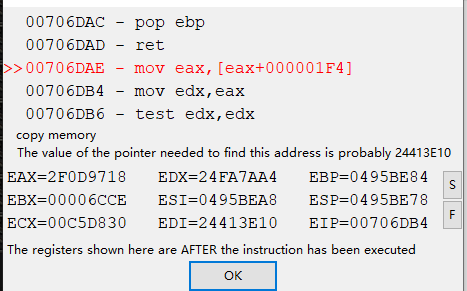 00706DAC - pop ebp
00706DAD - ret
>>00706DAE - mov eax,[eax+000001F4]
00706DB4 - mov edx,eax
00706DB6 - test edx,edx
copy memory
The value of the pointer needed to find this address is probably 24413E10
EAX=2F0D9718 EDX=24FA7AA4 EBP=0495BE84
S
EBX=00006CCE ESI=0495BEA8 ESP=0495BE78
F
ECX=00C5D830 EDI=24413E10 EIP=00706DB4
The registers shown here are AFTER the instruction has been executed
OK